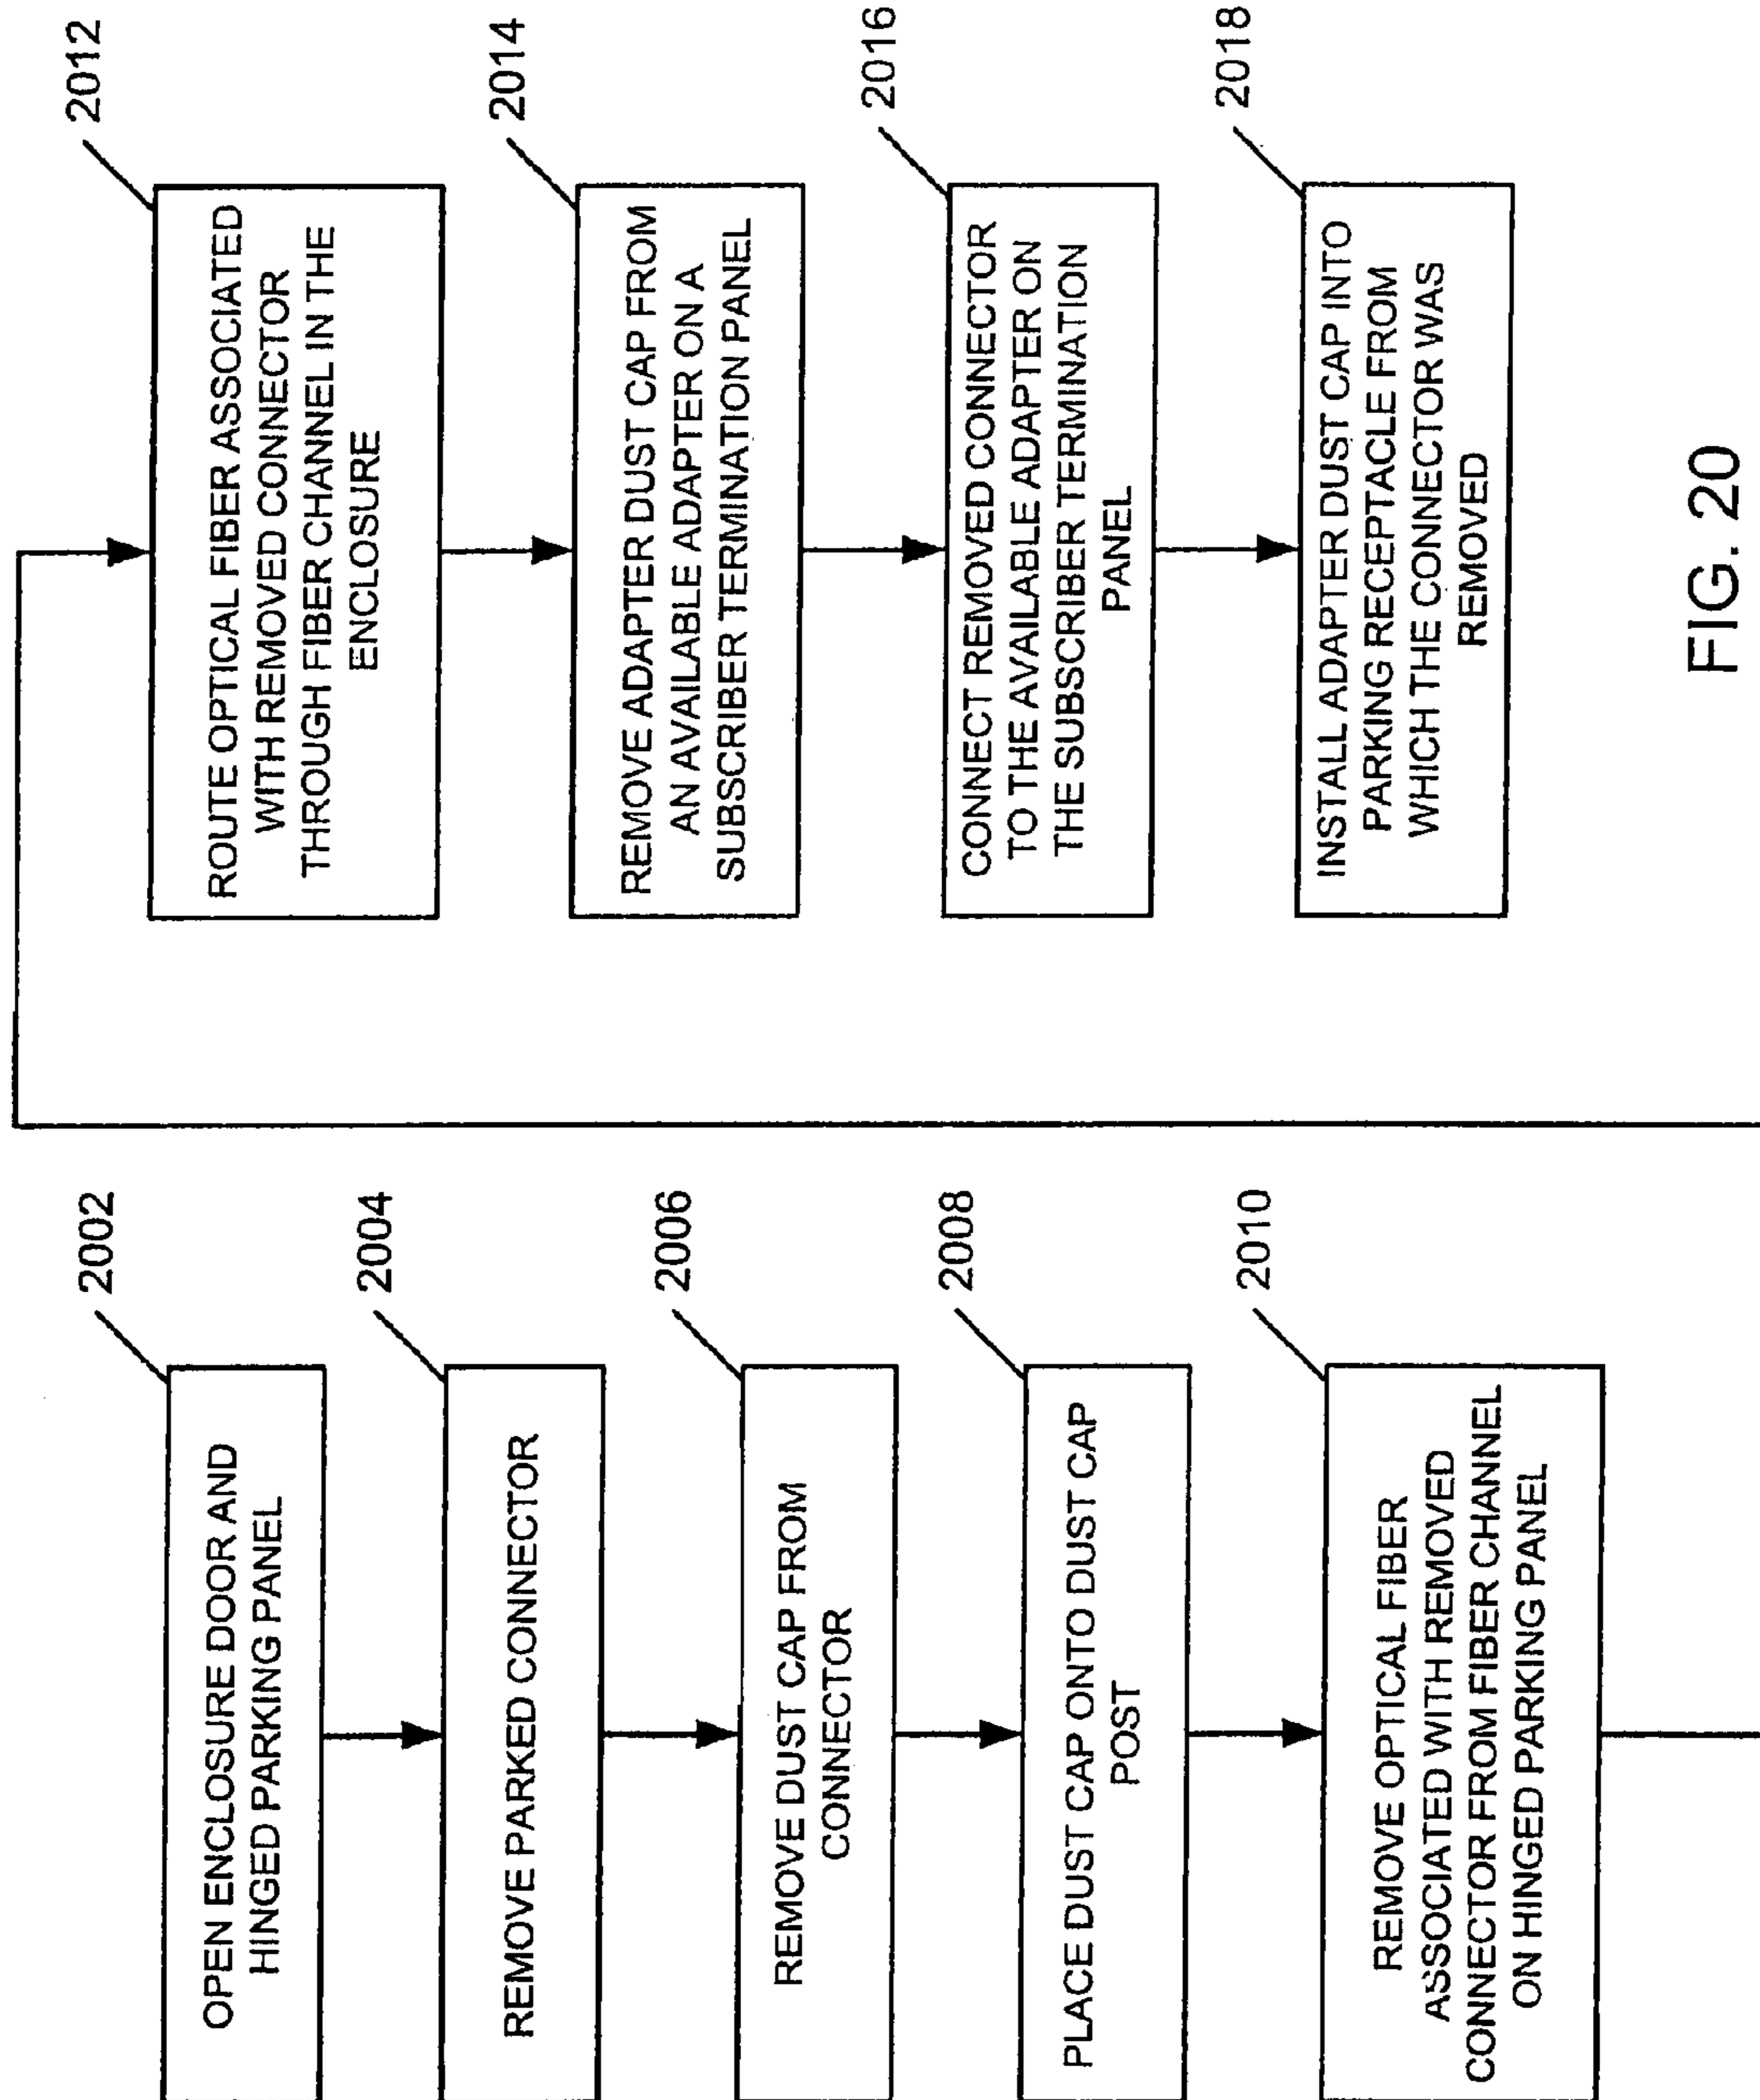 2002
OPEN ENCLOSURE DOOR AND
HINGED PARKING PANEL
2004
REMOVE PARKED CONNECTOR
2006
REMOVE DUST CAP FROM
CONNECTOR
2008
PLACE DUST CAP ONTO DUST CAP
POST
2010
REMOVE OPTICAL FIBER
ASSOCIATED WITH REMOVED
CONNECTOR FROM FIBER CHANNEL
ON HINGED PARKING PANEL
2012
ROUTE OPTICAL FIBER ASSOCIATED
WITH REMOVED CONNECTOR
THROUGH FIBER CHANNEL IN THE
ENCLOSURE
2014
REMOVE ADAPTER DUST CAP FROM
AN AVAILABLE ADAPTER ON A
SUBSCRIBER TERMINATION PANEL
2016
CONNECT REMOVED CONNECTOR
TO THE AVAILABLE ADAPTER ON
THE SUBSCRIBER TERMINATION
PANEL
2018
INSTALL ADAPTER DUST CAP INTO
PARKING RECEPTACLE FROM
WHICH THE CONNECTOR WAS
REMOVED
FIG. 20